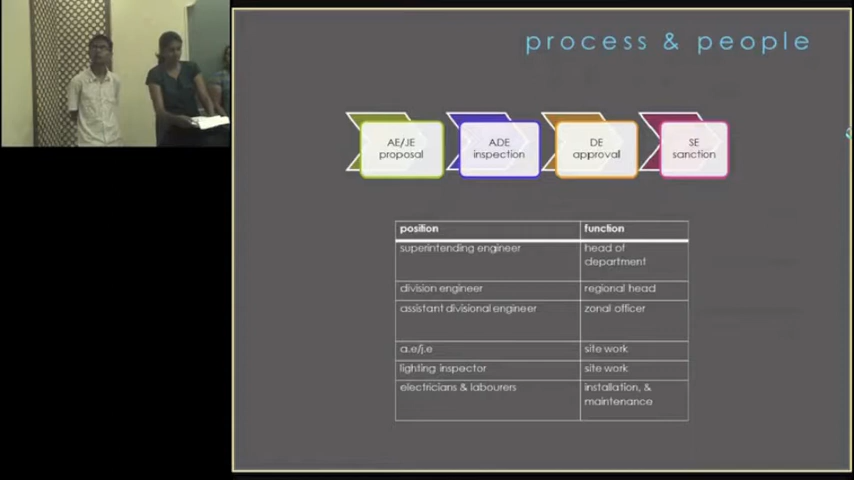 process & people
AE/JE
proposal
ADE
inspection
DE
approval
SE
sanction
position function
superintending engineer head of
department
division engineer regional head
assistant divisional engineer zonal officer
a.e/j.e site work
lighting inspector site work
electricians & labourers installation, &
maintenance